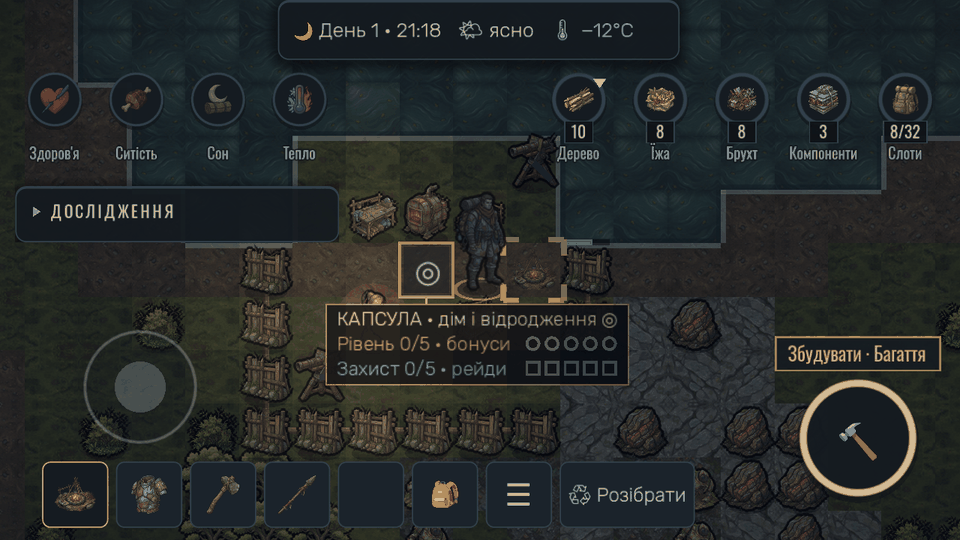 День 1 • 21:18 ясно −12°C
Здоров'я Ситість Сон Тепло
10 8 8 3 8/32
Дерево Їжа Брухт Компоненти Слоти
ДОСЛІДЖЕННЯ
КАПСУЛА • дім і відродження
Рівень 0/5 • бонуси
Захист 0/5 • рейди
Збудувати · Багаття
Розібрати